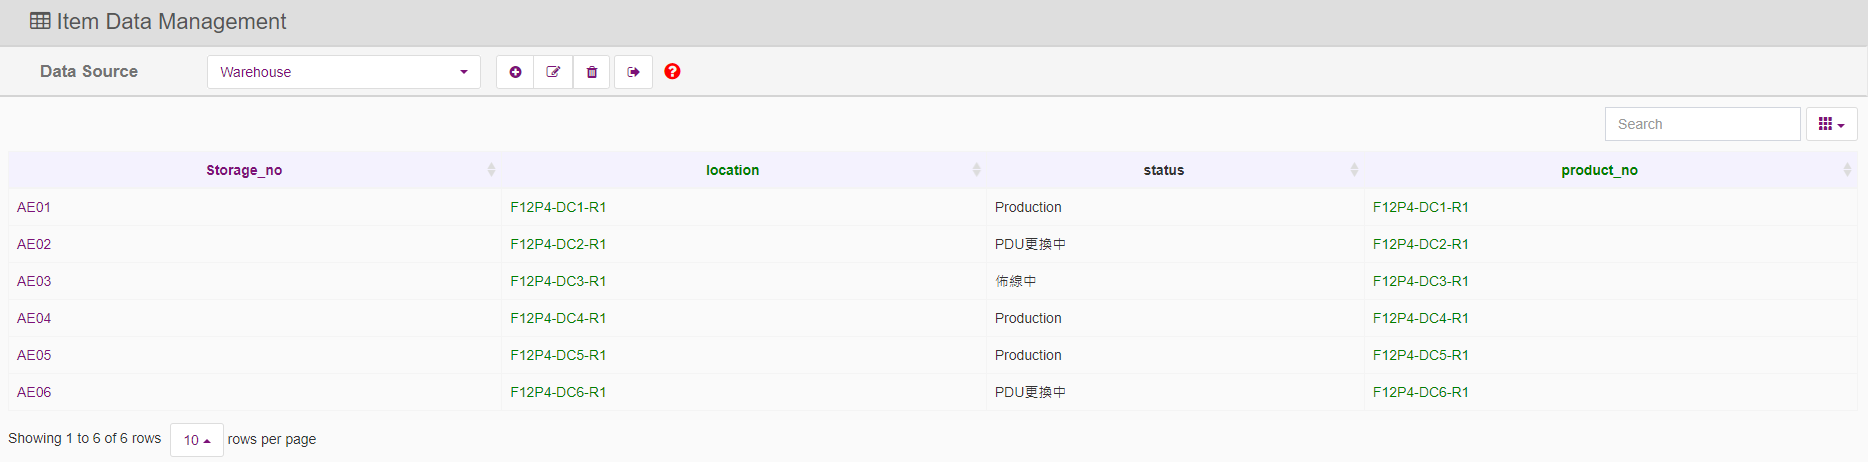 Item Data Management
Data Source Warehouse
Search
Storage_no location status product_no
AE01 F12P4-DC1-R1 Production F12P4-DC1-R1
AE02 F12P4-DC2-R1 PDU更換中 F12P4-DC2-R1
AE03 F12P4-DC3-R1 佈線中 F12P4-DC3-R1
AE04 F12P4-DC4-R1 Production F12P4-DC4-R1
AE05 F12P4-DC5-R1 Production F12P4-DC5-R1
AE06 F12P4-DC6-R1 PDU更換中 F12P4-DC6-R1
Showing 1 to 6 of 6 rows 10 rows per page